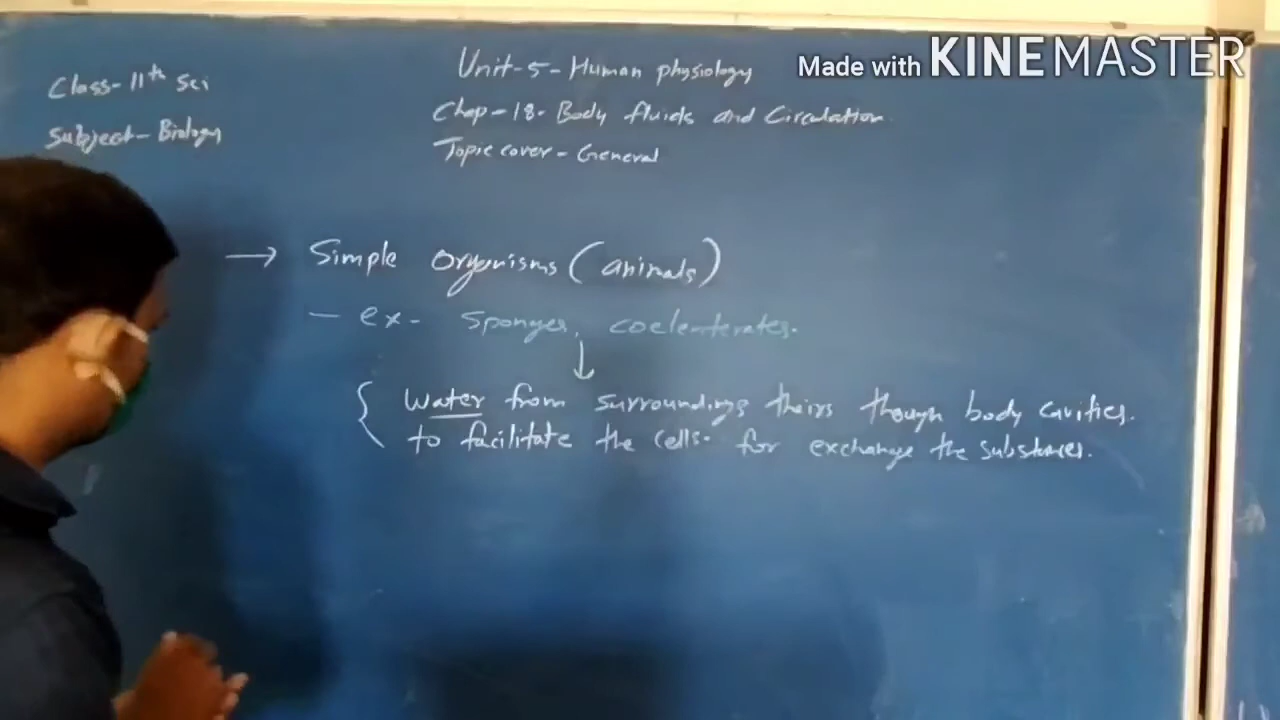 Class-11th Sci
Subject-Biology
Unit-5-Human physiology
Chap-18-Body fluids and Circulation
Topic cover-General
Made with KINEMASTER
→ Simple Organisms (animals)
- ex- Sponges, coelenterates.
↓
{ Water from surroundings theirs though body cavities.
to facilitate the cells. for exchange the substances.